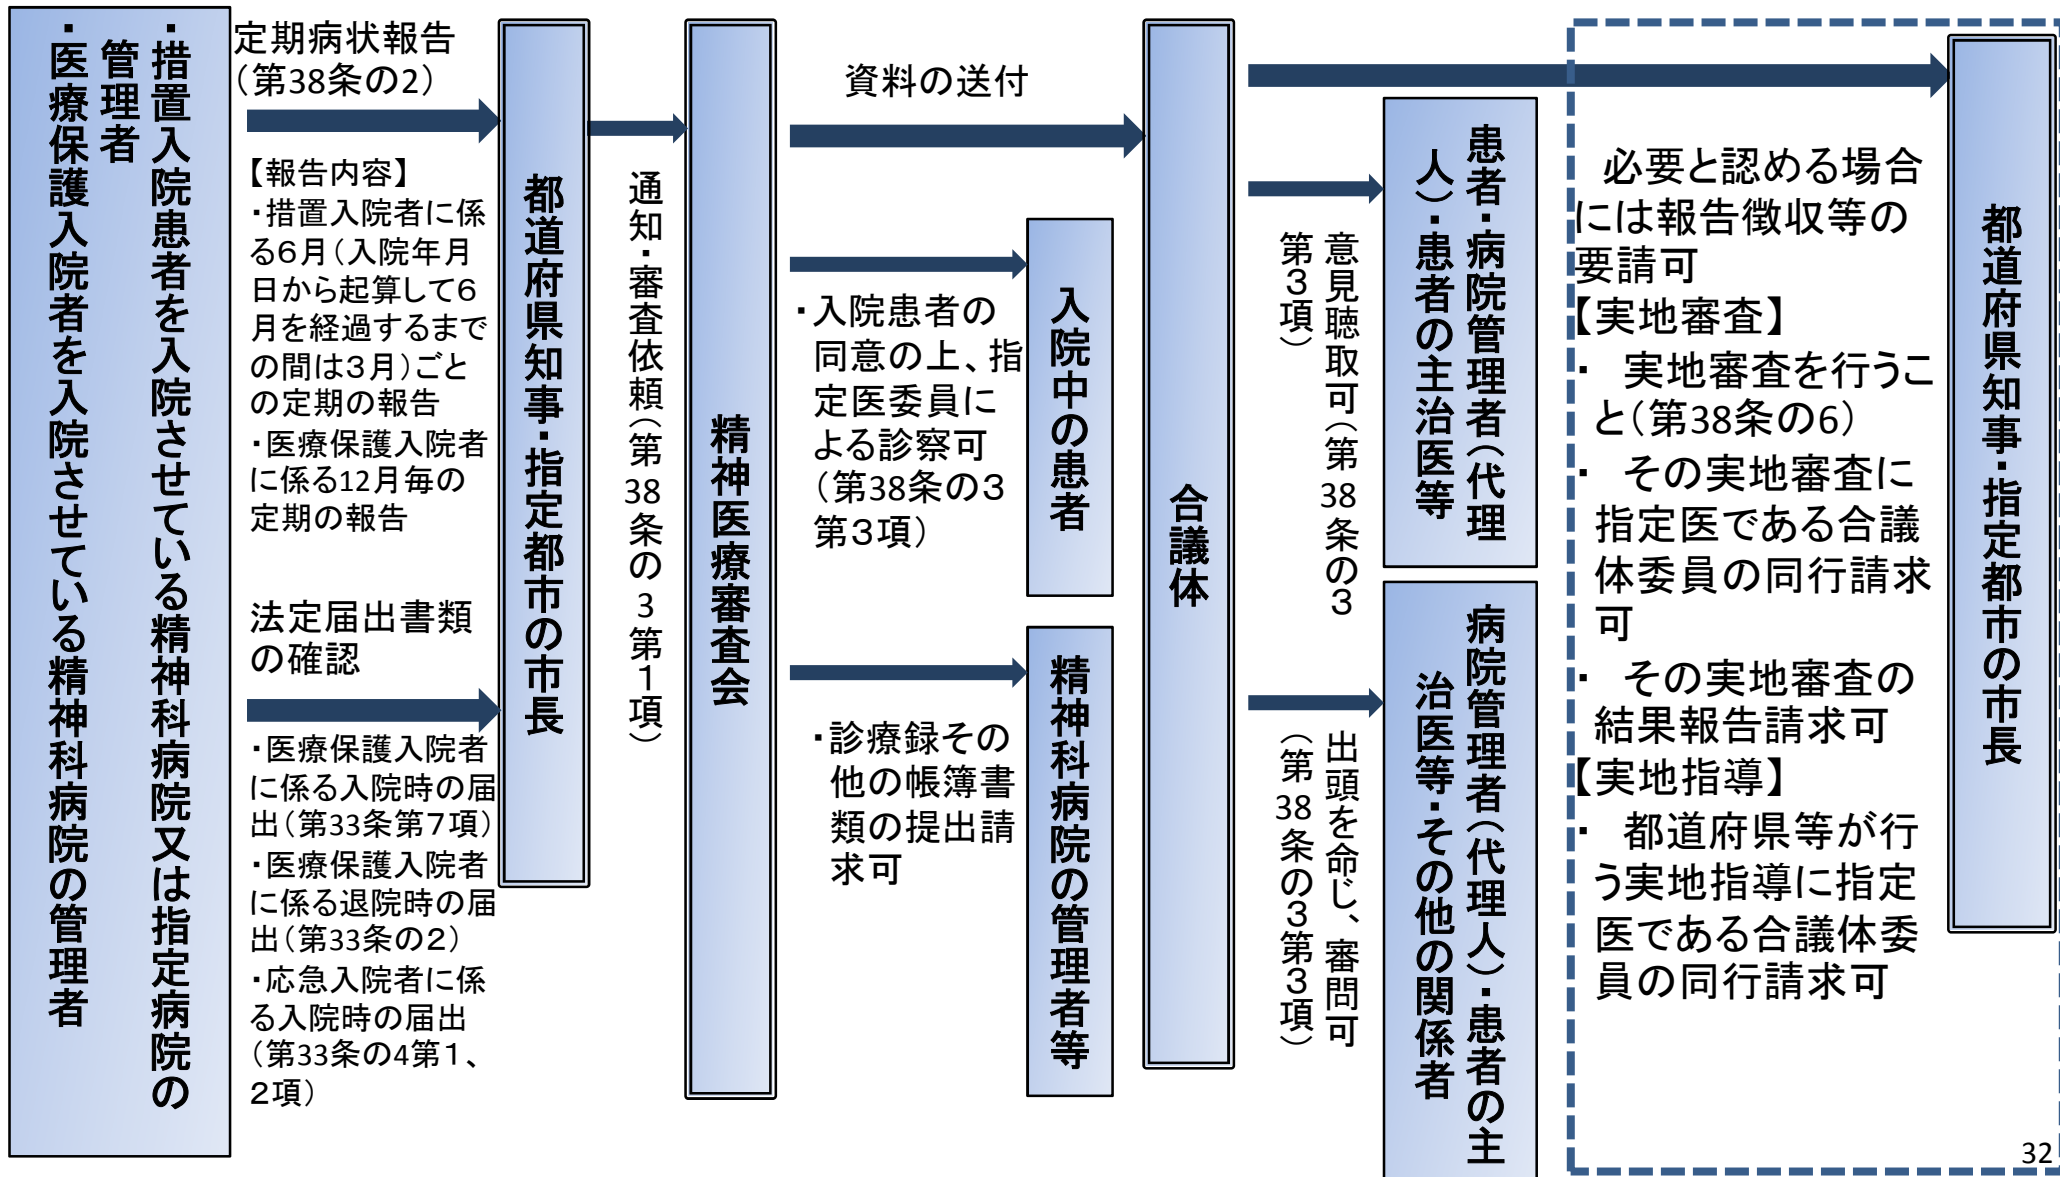 ・措置入院患者を入院させている精神科病院又は指定病院の
管理者
・医療保護入院者を入院させている精神科病院の管理者
定期病状報告
（第38条の2）
【報告内容】
・措置入院者に係
る6月（入院年月
日から起算して６
月を経過するまで
の間は３月）ごと
の定期の報告
・医療保護入院者
に係る12月毎の
定期の報告
法定届出書類
の確認
・医療保護入院者
に係る入院時の届
出（第33条第７項）
・医療保護入院者
に係る退院時の届
出（第33条の２）
・応急入院者に係
る入院時の届出
（第33条の4第１、
２項）
都道府県知事・指定都市の市長
通知・審査依頼（第38条の3第１項）
精神医療審査会
資料の送付
・入院患者の
同意の上、指
定医委員に
よる診察可
（第38条の３
第３項）
入院中の患者
・診療録その
他の帳簿書
類の提出請
求可
精神科病院の管理者等
合議体
意見聴取可（第38条の３
第３項）
患者・病院管理者（代理
人）・患者の主治医等
出頭を命じ、審問可
（第38条の３第３項）
病院管理者（代理人）・患者の主
治医等・その他の関係者
必要と認める場合
には報告徴収等の
要請可
【実地審査】
・ 実地審査を行うこ
と（第38条の6）
・ その実地審査に
指定医である合議
体委員の同行請求
可
・ その実地審査の
結果報告請求可
【実地指導】
・ 都道府県等が行
う実地指導に指定
医である合議体委
員の同行請求可
都道府県知事・指定都市の市長
32